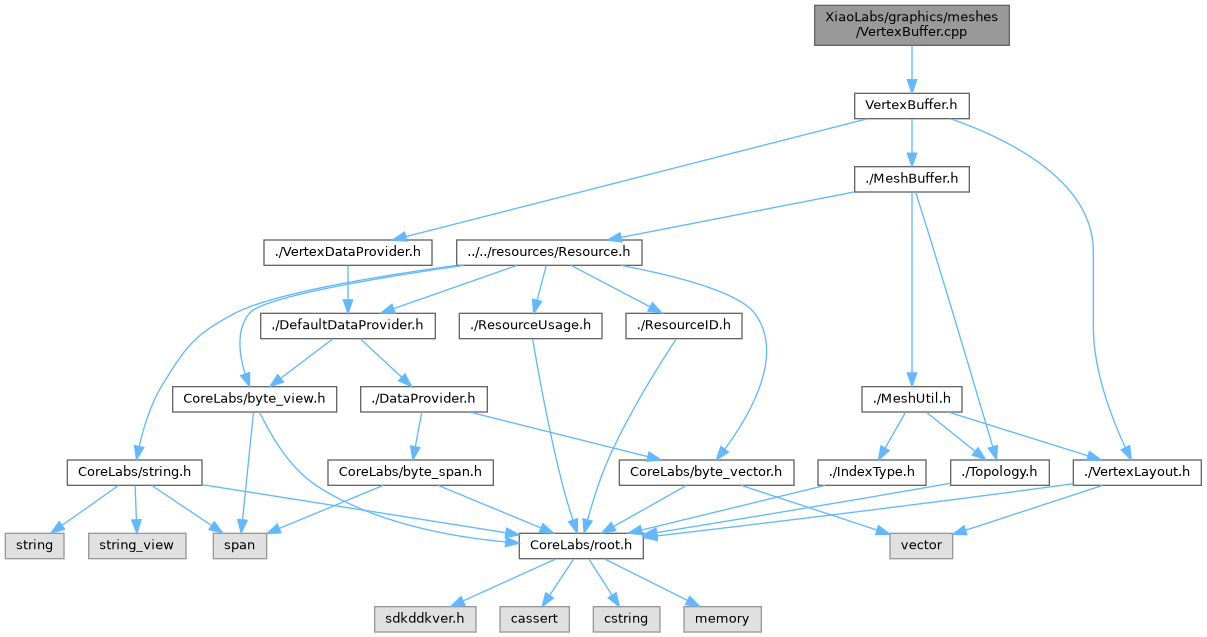 XiaoLabs/graphics/meshes
/VertexBuffer.cpp
VertexBuffer.h
./MeshBuffer.h
./VertexDataProvider.h
../../resources/Resource.h
./DefaultDataProvider.h
./ResourceUsage.h
./ResourceID.h
CoreLabs/byte_view.h
./DataProvider.h
./MeshUtil.h
CoreLabs/string.h
CoreLabs/byte_span.h
CoreLabs/byte_vector.h
./IndexType.h
./Topology.h
./VertexLayout.h
string
string_view
span
CoreLabs/root.h
vector
sdkddkver.h
cassert
cstring
memory